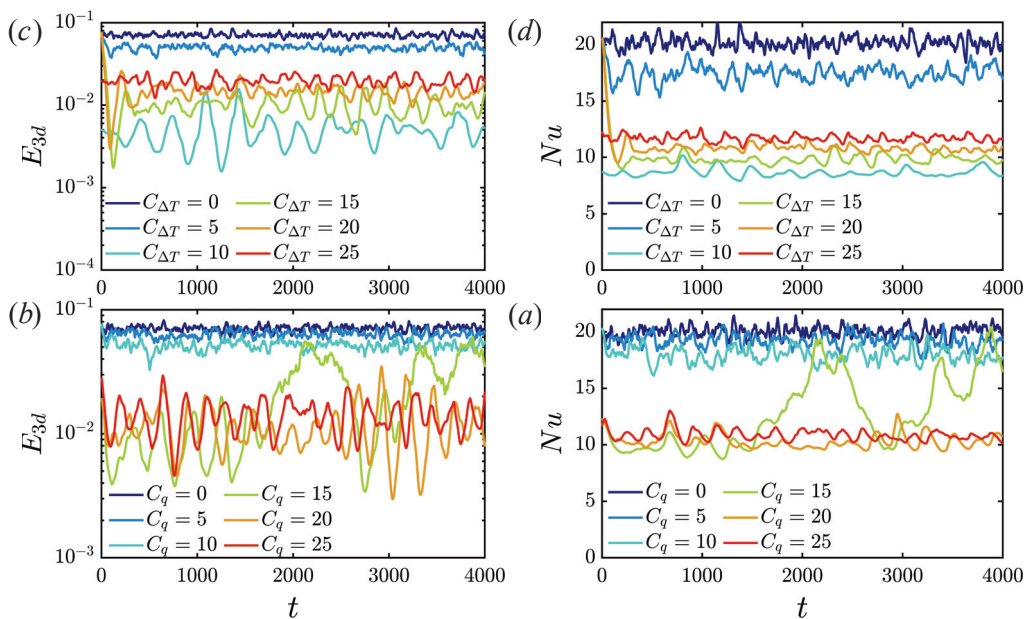 (c)
10⁻¹
10⁻²
10⁻³
10⁻⁴
E₃d
C_ΔT = 0
C_ΔT = 5
C_ΔT = 10
C_ΔT = 15
C_ΔT = 20
C_ΔT = 25
0 1000 2000 3000 4000
(d)
20
15
10
5
0
Nu
C_ΔT = 0
C_ΔT = 5
C_ΔT = 10
C_ΔT = 15
C_ΔT = 20
C_ΔT = 25
0 1000 2000 3000 4000
(b)
10⁻¹
10⁻²
10⁻³
E₃d
C_q = 0
C_q = 5
C_q = 10
C_q = 15
C_q = 20
C_q = 25
0 1000 2000 3000 4000
t
(a)
20
15
10
5
0
Nu
C_q = 0
C_q = 5
C_q = 10
C_q = 15
C_q = 20
C_q = 25
0 1000 2000 3000 4000
t